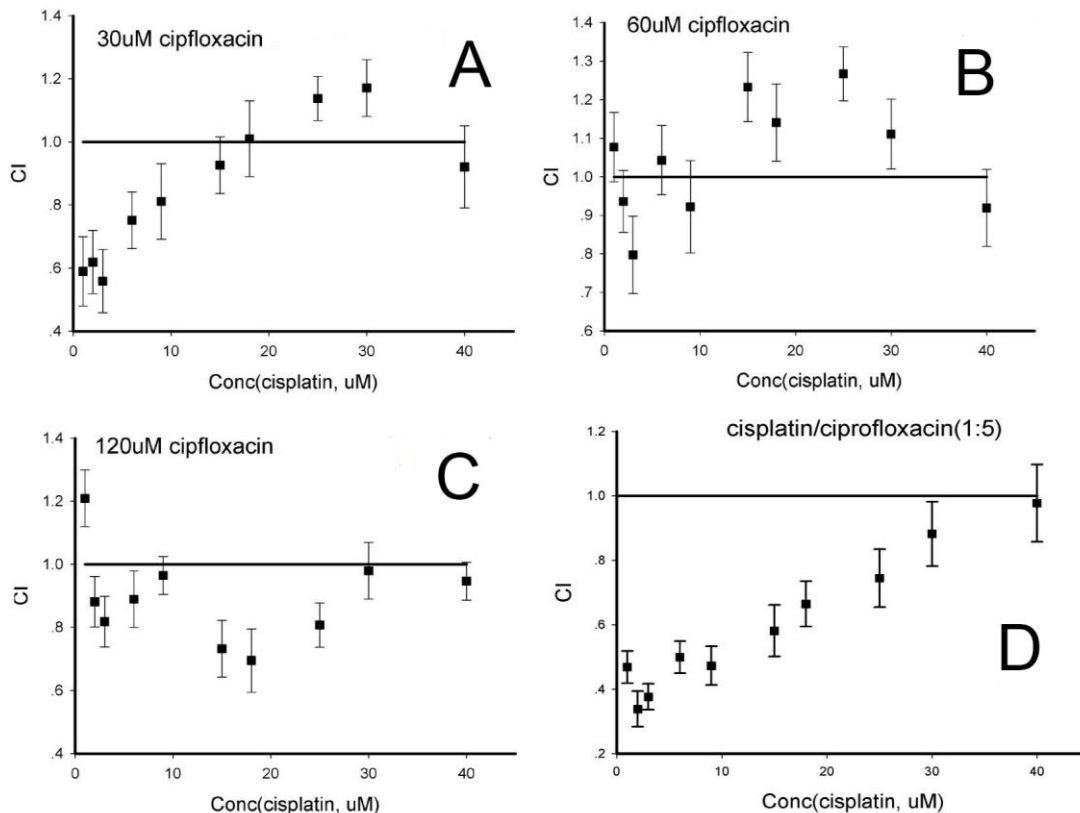 30uM cipfloxacin
A
1.4
1.2
1.0
.8
.6
.4
CI
0 10 20 30 40
Conc(cisplatin, uM)
60uM cipfloxacin
B
1.4
1.3
1.2
1.1
1.0
.9
.8
.7
.6
CI
0 10 20 30 40
Conc(cisplatin, uM)
120uM cipfloxacin
C
1.4
1.2
1.0
.8
.6
.4
CI
0 10 20 30 40
Conc(cisplatin, uM)
cisplatin/ciprofloxacin(1:5)
D
1.2
1.0
.8
.6
.4
.2
CI
0 10 20 30 40
Conc(cisplatin, uM)